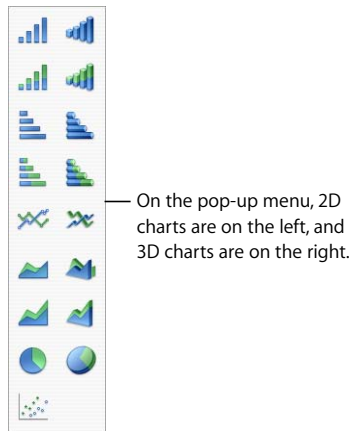 On the pop-up menu, 2D
charts are on the left, and
3D charts are on the right.